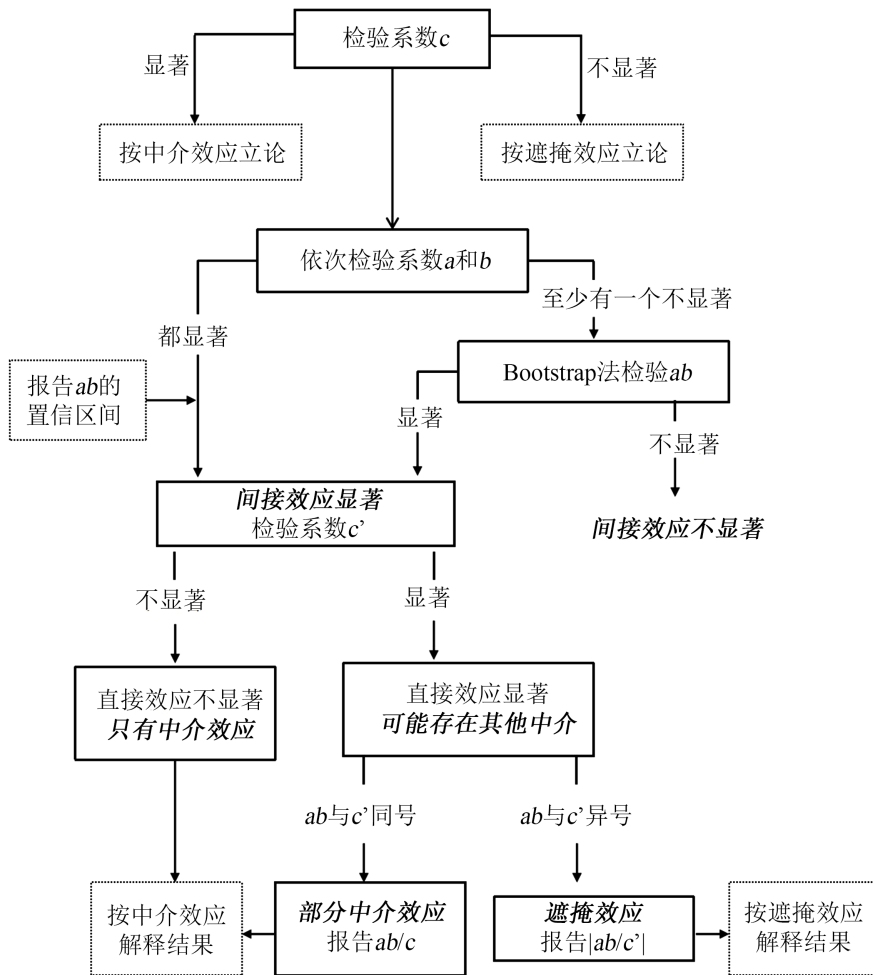 检验系数c
显著
不显著
按中介效应立论
按遮掩效应立论
依次检验系数a和b
至少有一个不显著
都显著
报告ab的
置信区间
Bootstrap法检验ab
显著
不显著
间接效应显著
检验系数c’
间接效应不显著
不显著
显著
直接效应不显著
只有中介效应
直接效应显著
可能存在其他中介
ab与c’同号
ab与c’异号
按中介效应
解释结果
部分中介效应
报告ab/c
遮掩效应
报告|ab/c’|
按遮掩效应
解释结果